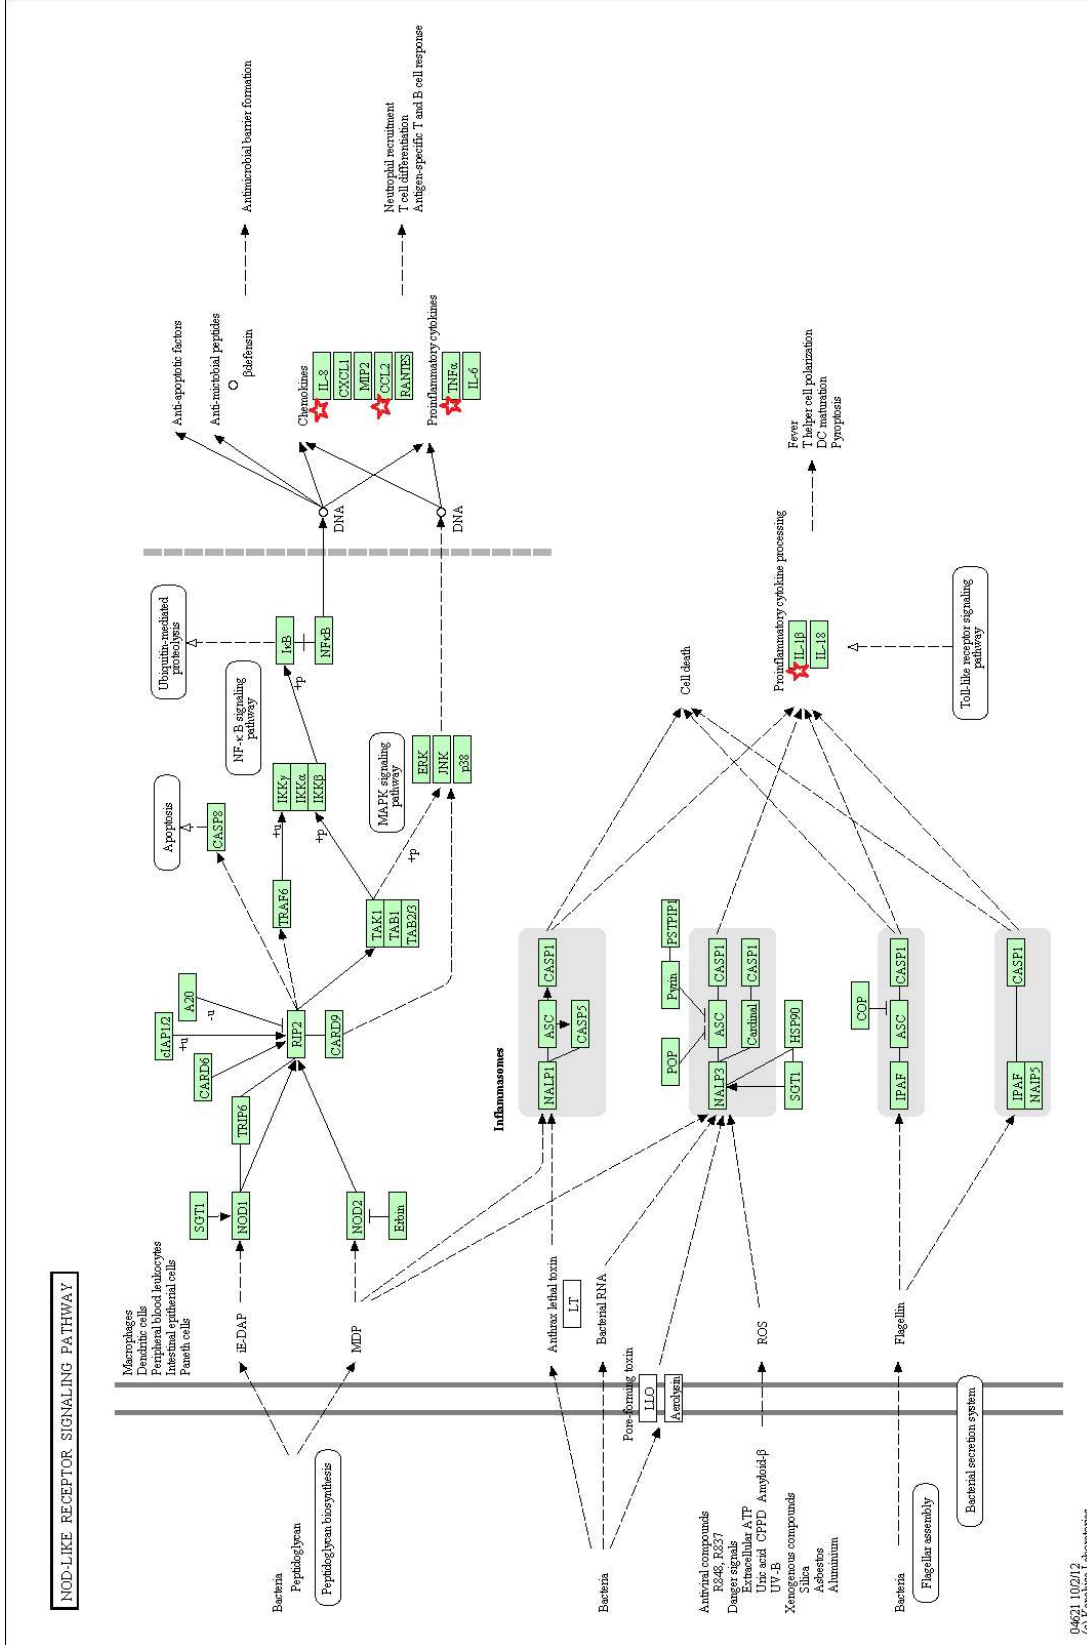 NOD-LIKE RECEPTOR SIGNALING PATHWAY
Macrophages
Dendritic cells
Peripheral blood leukocytes
Intestinal epitherial cells
Paneth cells
Bacteria
Peptidoglycan
Peptidoglycan biosynthesis
iE-DAP
MDP
SGT1
NOD1
NOD2
Erbin
TRIP6
CARD6
cIAP1/2
+u
A20
-u
RIP2
CARD9
TRAF6
TAK1
TAB1
TAB2/3
Apoptosis
CASP8
+u
+p
+p
IKKγ
IKKα
IKKβ
NF-κB signaling
pathway
MAPK signaling
pathway
ERK
JNK
p38
Ubiquitin-mediated
proteolysis
+p
IκB
NFκB
DNA
DNA
Anti-apoptotic factors
Anti-mictobial peptides
βdefensin
Antimicrobial barrier formation
Chemokines
IL-8
CXCL1
MIP2
CCL2
RANTES
Proinflammatory cytokines
TNFα
IL-6
Neutrophil recruitment
T cell differentiation
Antigen-specific T and B cell response
Inflammasomes
Bacteria
Anthrax lethal toxin
LT
Bacterial RNA
Pore-forming toxin
LLO
Aerolysin
NALP1
ASC
CASP1
CASP5
Antiviral compounds
R848, R837
Danger signals
Extracellular ATP
Uric acid CPPD Amyloid-β
UV-B
Xenogenous compounds
Silica
Asbestos
Aluminium
ROS
POP
Pyrin
PSTPIP1
NALP3
ASC
CASP1
Cardinal
CASP1
SGT1
HSP90
Bacteria
Flagellar assembly
Bacterial secretion system
Flagellin
COP
IPAF
ASC
CASP1
IPAF
NAIP5
CASP1
Cell death
Proinflammatory cytokine processing
IL-1β
IL-18
Toll-like receptor signaling
pathway
Fever
T helper cell polarization
DC maturation
Pyroptosis
04621 10/2/12
(c) Kanehisa Laboratories